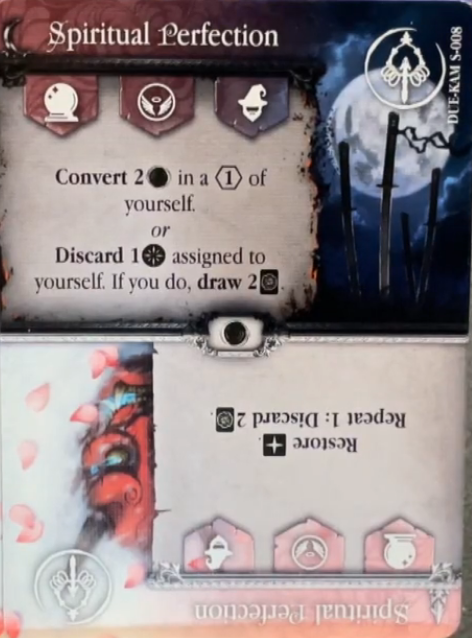 Spiritual Perfection
DUE-KAM S-008
Convert 2 in a 1 of
yourself.
or
Discard 1 assigned to
yourself. If you do, draw 2.
Spiritual Perfection
Restore.
Repeat 1: Discard 2.